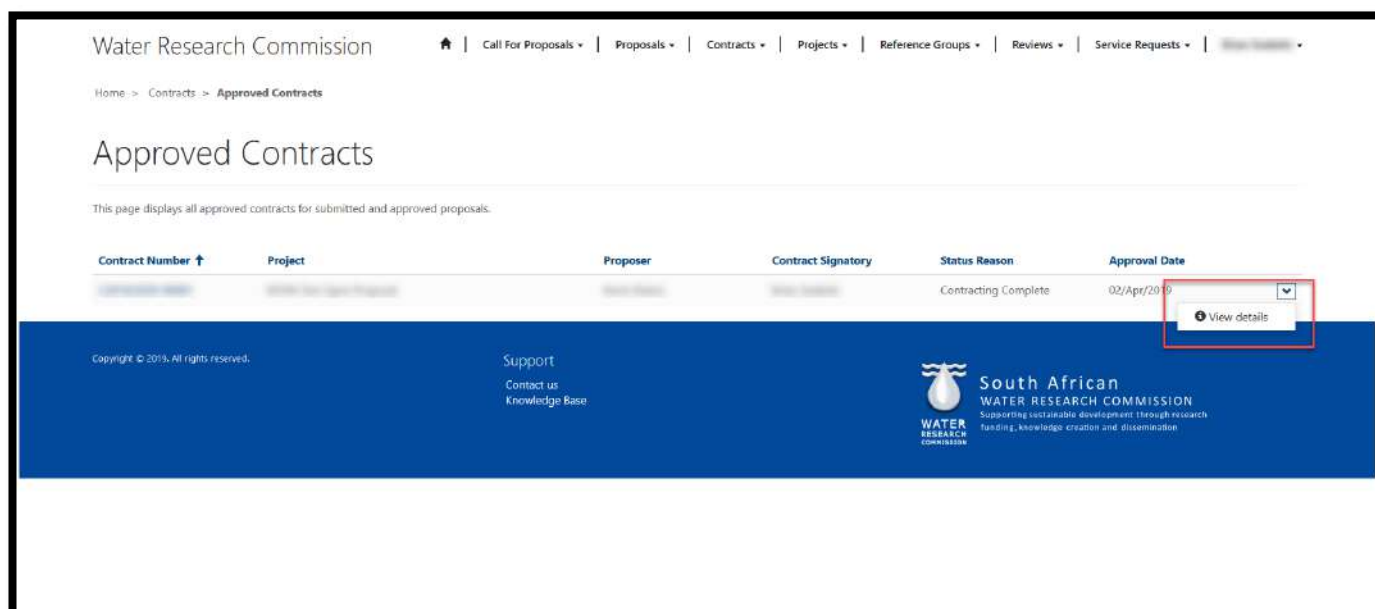 Water Research Commission
Call For Proposals
Proposals
Contracts
Projects
Reference Groups
Reviews
Service Requests
Home > Contracts > Approved Contracts
Approved Contracts
This page displays all approved contracts for submitted and approved proposals.
Contract Number Project Proposer Contract Signatory Status Reason Approval Date
Contracting Complete 02/Apr/2019
View details
Copyright © 2019. All rights reserved.
Support
Contact us
Knowledge Base
WATER
RESEARCH
COMMISSION
South African
WATER RESEARCH COMMISSION
Supporting sustainable development through research
funding, knowledge creation and dissemination